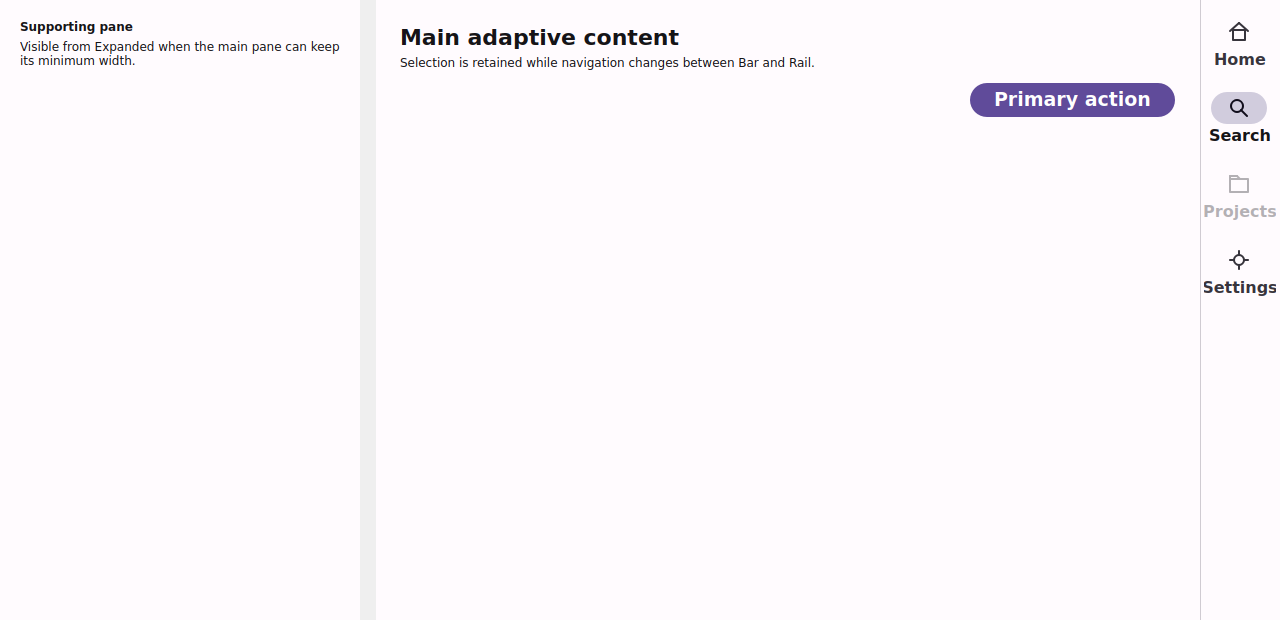 Supporting pane
Visible from Expanded when the main pane can keep
its minimum width.
Main adaptive content
Selection is retained while navigation changes between Bar and Rail.
Primary action
Home
Search
Projects
Settings